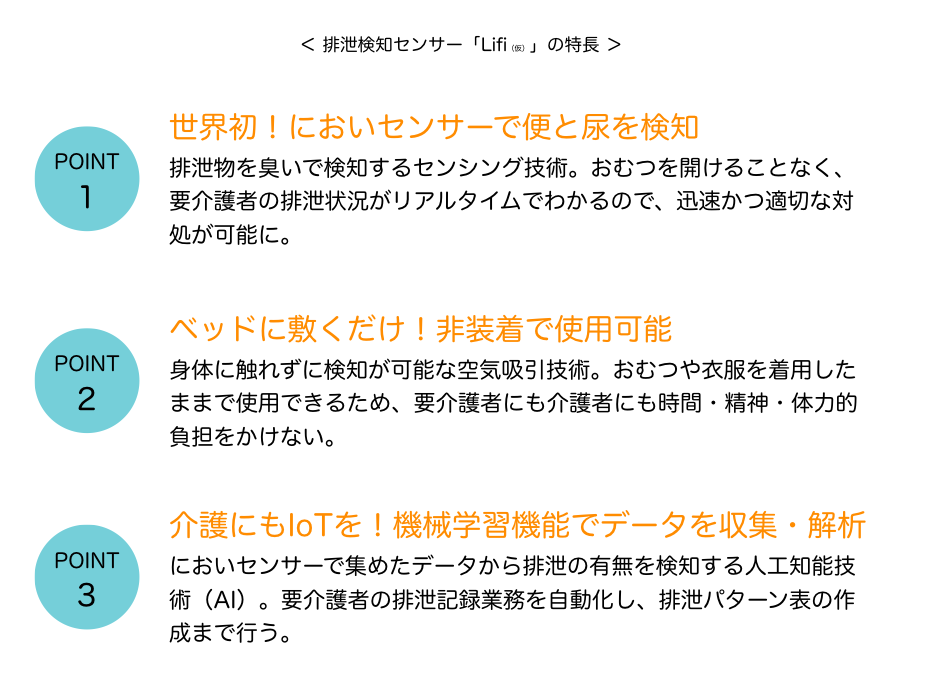 ＜ 排泄検知センサー「Lifi（仮）」の特長 ＞
POINT
1
世界初！においセンサーで便と尿を検知
排泄物を臭いで検知するセンシング技術。おむつを開けることなく、
要介護者の排泄状況がリアルタイムでわかるので、迅速かつ適切な対
処が可能に。
POINT
2
ベッドに敷くだけ！非装着で使用可能
身体に触れずに検知が可能な空気吸引技術。おむつや衣服を着用した
ままで使用できるため、要介護者にも介護者にも時間・精神・体力的
負担をかけない。
POINT
3
介護にもIoTを！機械学習機能でデータを収集・解析
においセンサーで集めたデータから排泄の有無を検知する人工知能技
術（AI）。要介護者の排泄記録業務を自動化し、排泄パターン表の作
成まで行う。